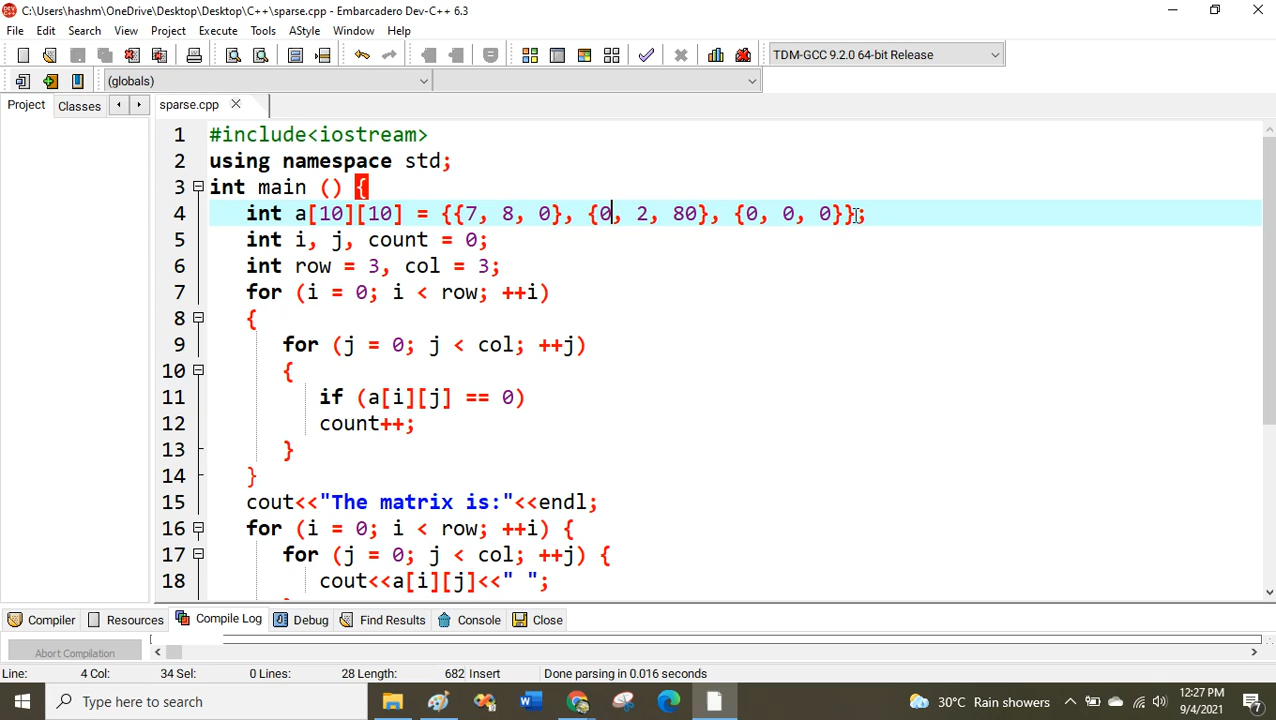 C:\Users\hashm\OneDrive\Desktop\Desktop\C++\sparse.cpp - Embarcadero Dev-C++ 6.3
File Edit Search View Project Execute Tools AStyle Window Help
TDM-GCC 9.2.0 64-bit Release
(globals)
Project Classes sparse.cpp
1 #include<iostream>
2 using namespace std;
3 int main () {
4 int a[10][10] = {{7, 8, 0}, {0, 2, 80}, {0, 0, 0}};
5 int i, j, count = 0;
6 int row = 3, col = 3;
7 for (i = 0; i < row; ++i)
8 {
9 for (j = 0; j < col; ++j)
10 {
11 if (a[i][j] == 0)
12 count++;
13 }
14 }
15 cout<<"The matrix is:"<<endl;
16 for (i = 0; i < row; ++i) {
17 for (j = 0; j < col; ++j) {
18 cout<<a[i][j]<<" ";
Compiler Resources Compile Log Debug Find Results Console Close
Abort Compilation
Line: 4 Col: 34 Sel: 0 Lines: 28 Length: 682 Insert Done parsing in 0.016 seconds
Type here to search 30°C Rain showers 12:27 PM
9/4/2021 7